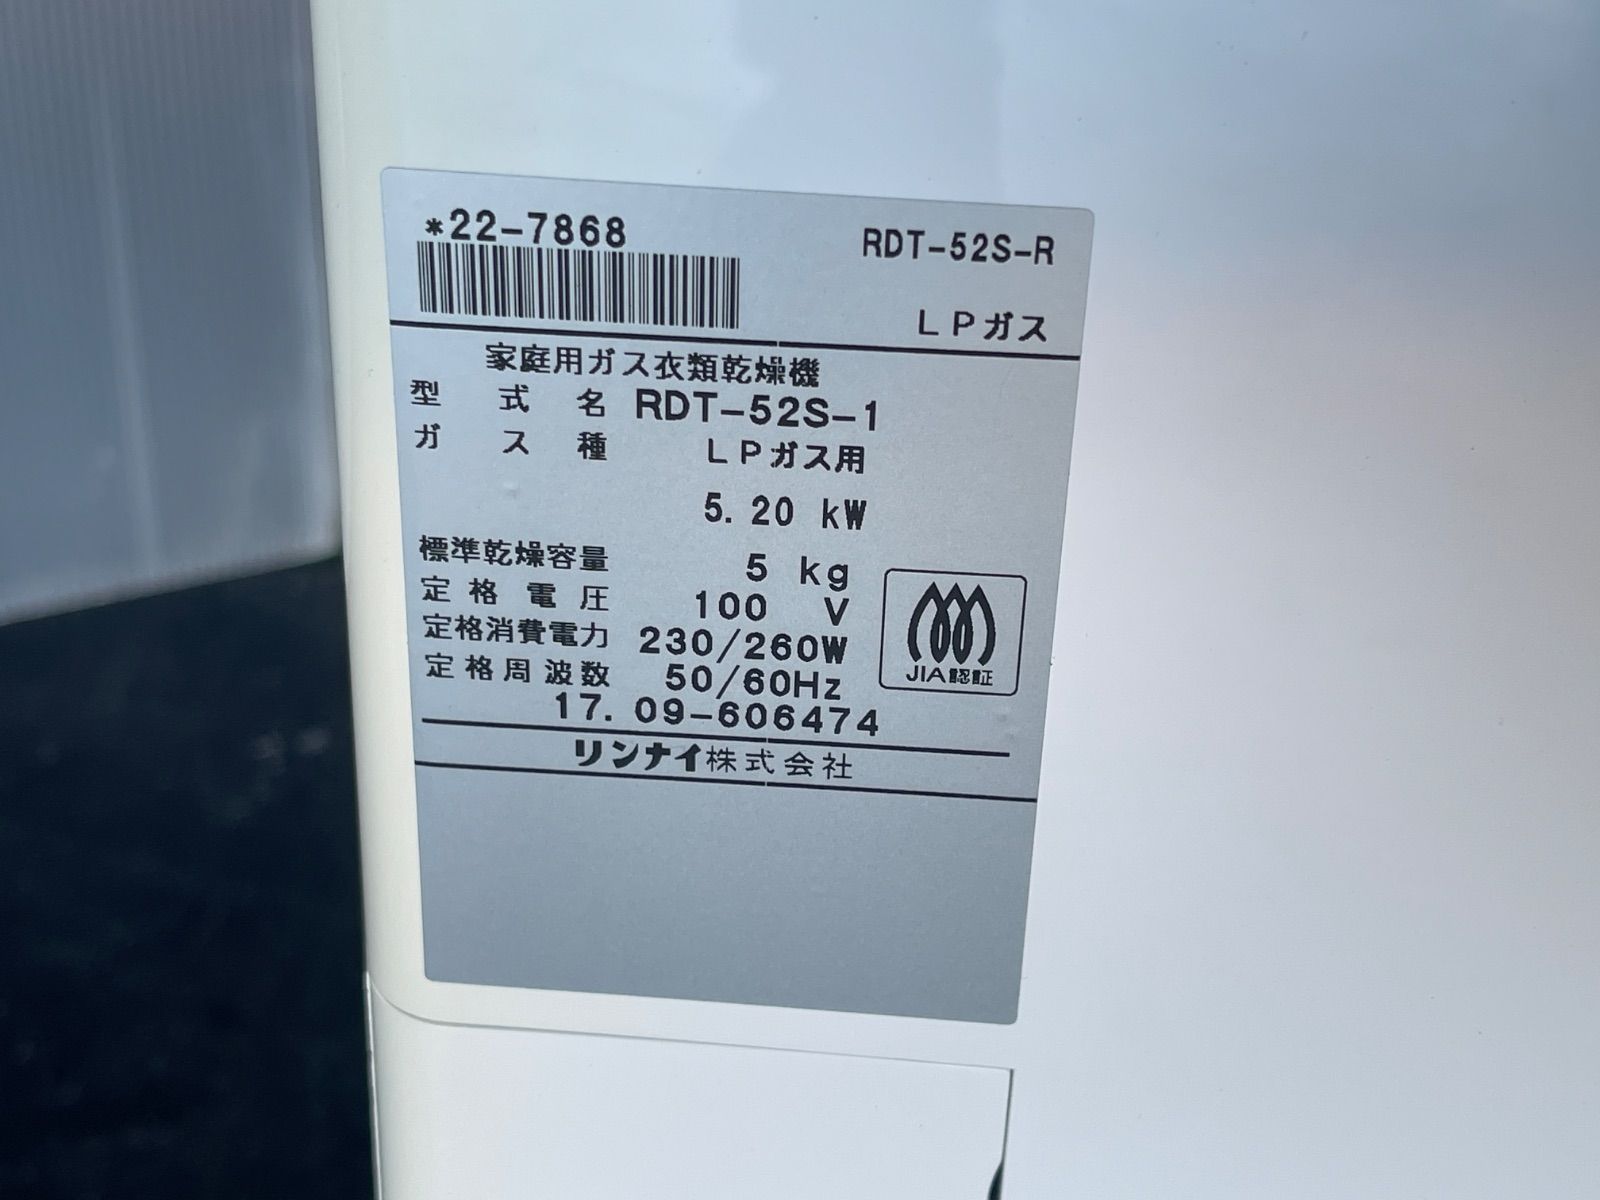 *22-7868
RDT-52S-R
LPガス
家庭用ガス衣類乾燥機
型式名 RDT-52S-1
ガス種 LPガス用
5.20 kW
標準乾燥容量 5 kg
定格電圧 100 V
定格消費電力 230/260W
定格周波数 50/60Hz
17.09-606474
JIA認証
リンナイ株式会社